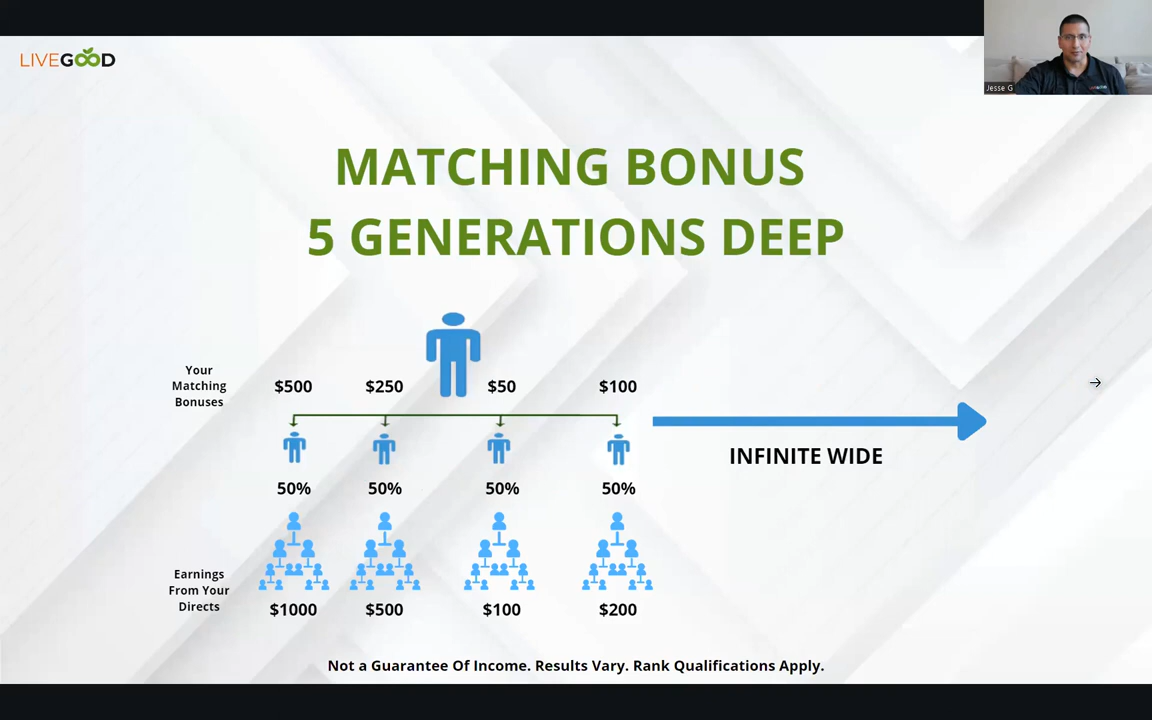 LIVEGOOD
Jesse G
MATCHING BONUS
5 GENERATIONS DEEP
Your
Matching
Bonuses
$500 $250 $50 $100
INFINITE WIDE
50% 50% 50% 50%
Earnings
From Your
Directs
$1000 $500 $100 $200
Not a Guarantee Of Income. Results Vary. Rank Qualifications Apply.